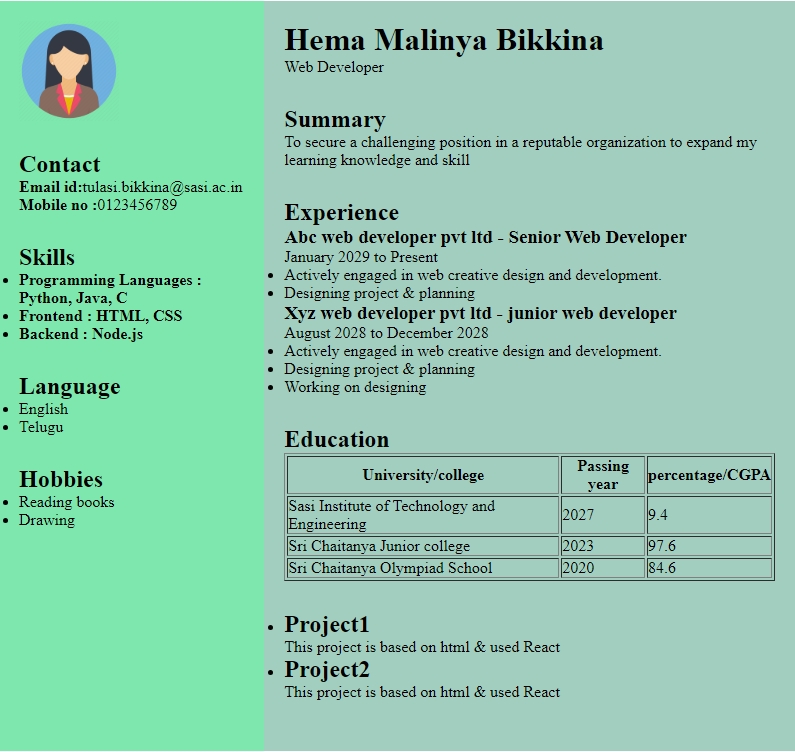 Contact
Email id:tulasi.bikkina@sasi.ac.in
Mobile no :0123456789
Skills
Programming Languages :
Python, Java, C
Frontend : HTML, CSS
Backend : Node.js
Language
English
Telugu
Hobbies
Reading books
Drawing
Hema Malinya Bikkina
Web Developer
Summary
To secure a challenging position in a reputable organization to expand my
learning knowledge and skill
Experience
Abc web developer pvt ltd - Senior Web Developer
January 2029 to Present
Actively engaged in web creative design and development.
Designing project & planning
Xyz web developer pvt ltd - junior web developer
August 2028 to December 2028
Actively engaged in web creative design and development.
Designing project & planning
Working on designing
Education
University/college Passing year percentage/CGPA
Sasi Institute of Technology and Engineering 2027 9.4
Sri Chaitanya Junior college 2023 97.6
Sri Chaitanya Olympiad School 2020 84.6
Project1
This project is based on html & used React
Project2
This project is based on html & used React